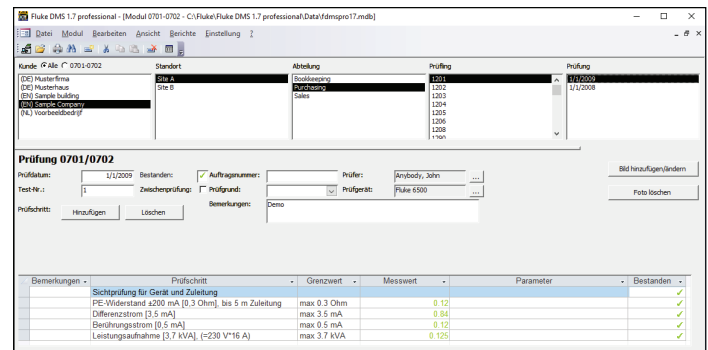 Fluke DMS 1.7 professional - [Modul 0701-0702 - C:\Fluke\Fluke DMS 1.7 professional\Data\fdmspro17.mdb]
Datei Modul Bearbeiten Ansicht Berichte Einstellung ?
Kunde Alle 0701-0702 Standort Abteilung Prüfling Prüfung
(DE) Musterfirma Site A Bookkeeping 1201 1/1/2009
(DE) Musterhaus Site B Purchasing 1202 1/1/2008
(EN) Sample building Sales 1203
(EN) Sample Company 1204
(NL) Voorbeeldbedrijf 1205
1206
1208
1290
Prüfung 0701/0702
Prüfdatum: 1/1/2009 Bestanden: Auftragsnummer: Prüfer: Anybody, John ... Bild hinzufügen/ändern
Test-Nr.: 1 Zwischenprüfung: Prüfgrund: Prüfgerät: Fluke 6500 ... Foto löschen
Prüfschritt: Hinzufügen Löschen Bemerkungen: Demo
Bemerkungen Prüfschritt Grenzwert Messwert Parameter Bestanden
Sichtprüfung für Gerät und Zuleitung
PE-Widerstand ±200 mA [0,3 Ohm], bis 5 m Zuleitung max 0.3 Ohm 0.12
Differenzstrom [3,5 mA] max 3.5 mA 0.84
Berührungsstrom [0,5 mA] max 0.5 mA 0.12
Leistungsaufnahme [3,7 kVA], (=230 V*16 A) max 3.7 kVA 0.125